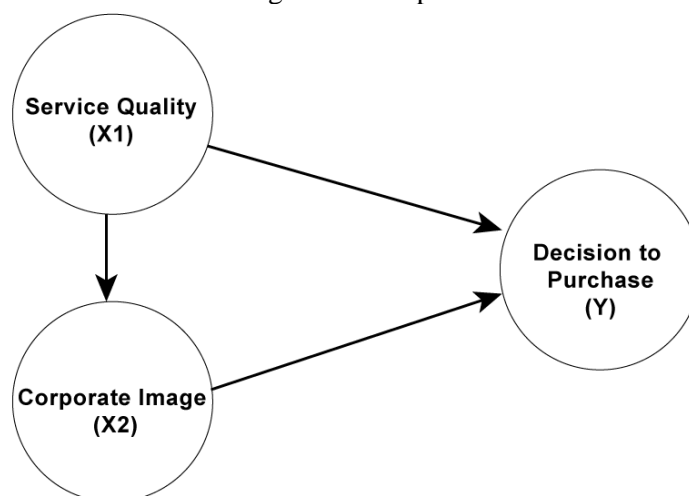 Service Quality
(X1)
Decision to
Purchase
(Y)
Corporate Image
(X2)